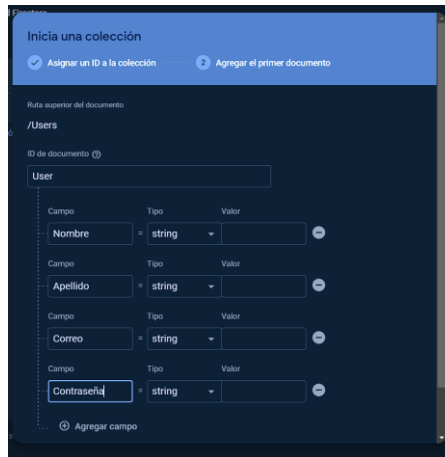 Inicia una colección
Asignar un ID a la colección 2 Agregar el primer documento
Ruta superior del documento
/Users
ID de documento
User
Campo Tipo Valor
Nombre = string
Campo Tipo Valor
Apellido = string
Campo Tipo Valor
Correo = string
Campo Tipo Valor
Contraseña = string
Agregar campo